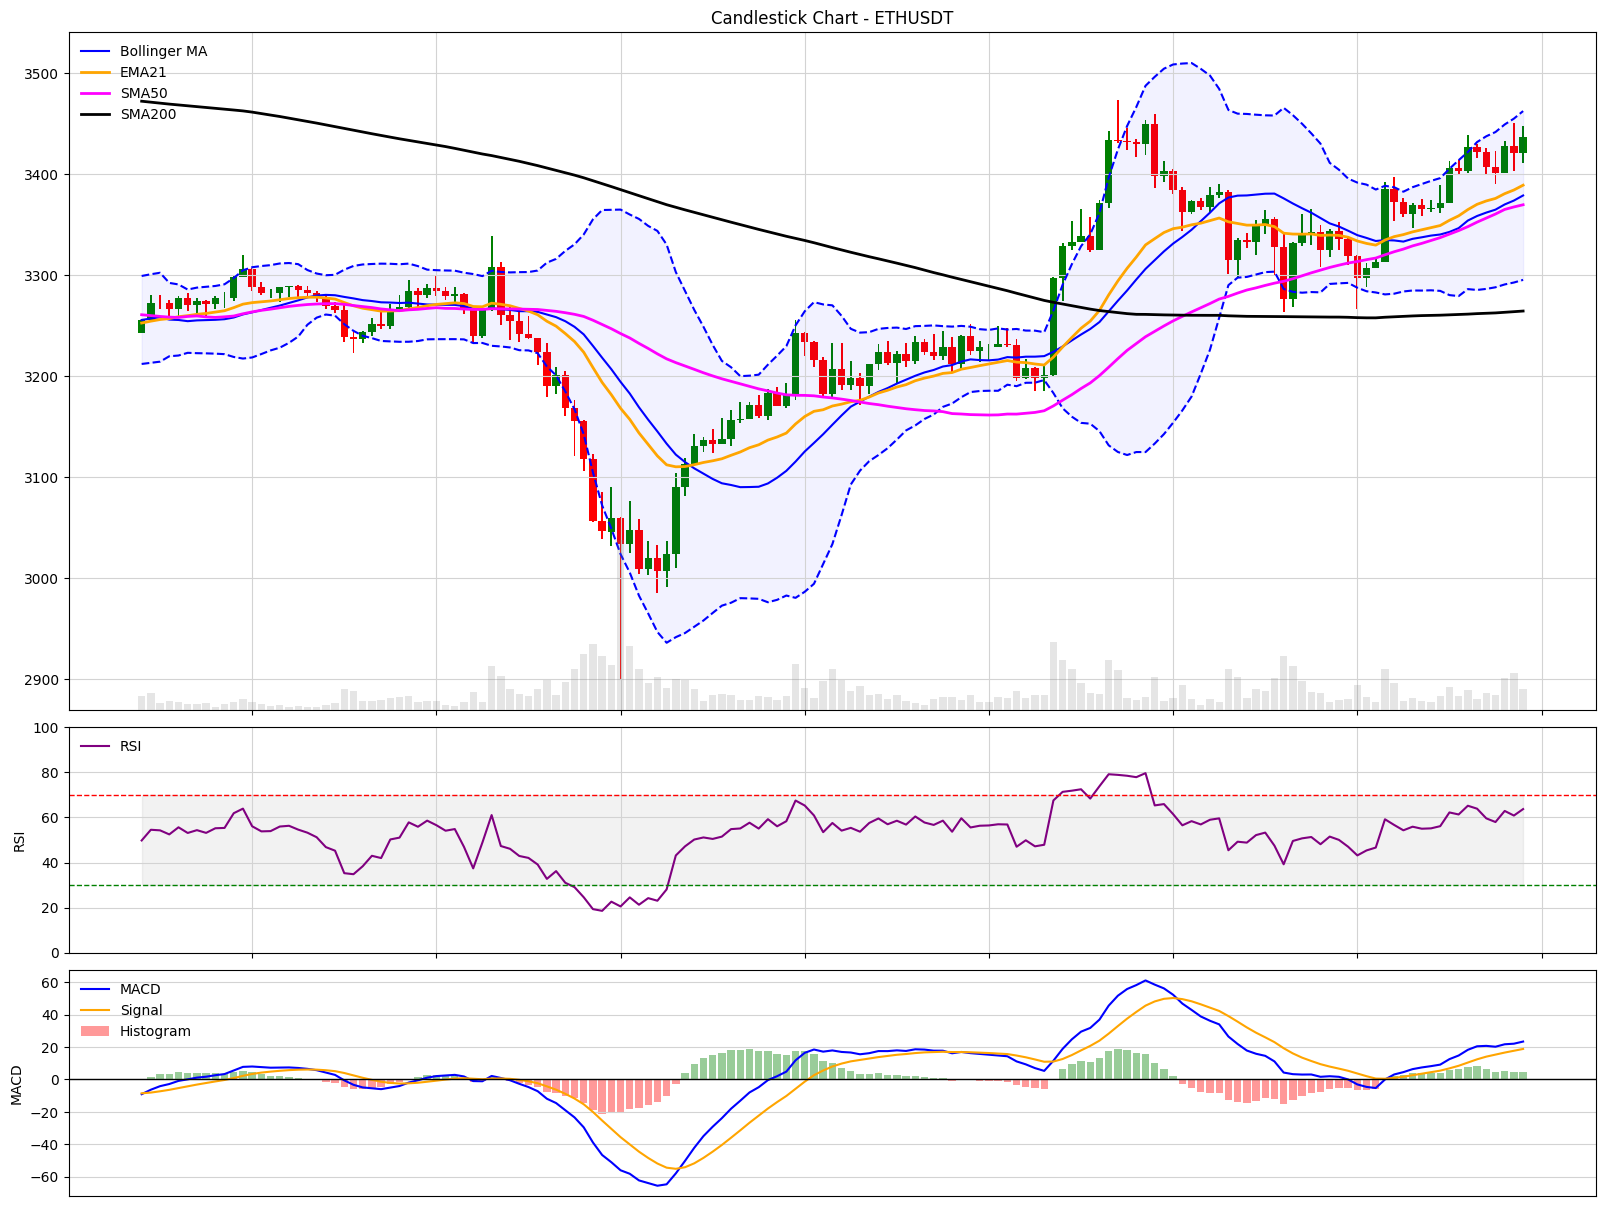 Candlestick Chart - ETHUSDT
Bollinger MA
EMA21
SMA50
SMA200
3500
3400
3300
3200
3100
3000
2900
RSI
100
80
60
40
20
0
RSI
MACD
Signal
Histogram
60
40
20
0
−20
−40
−60
MACD